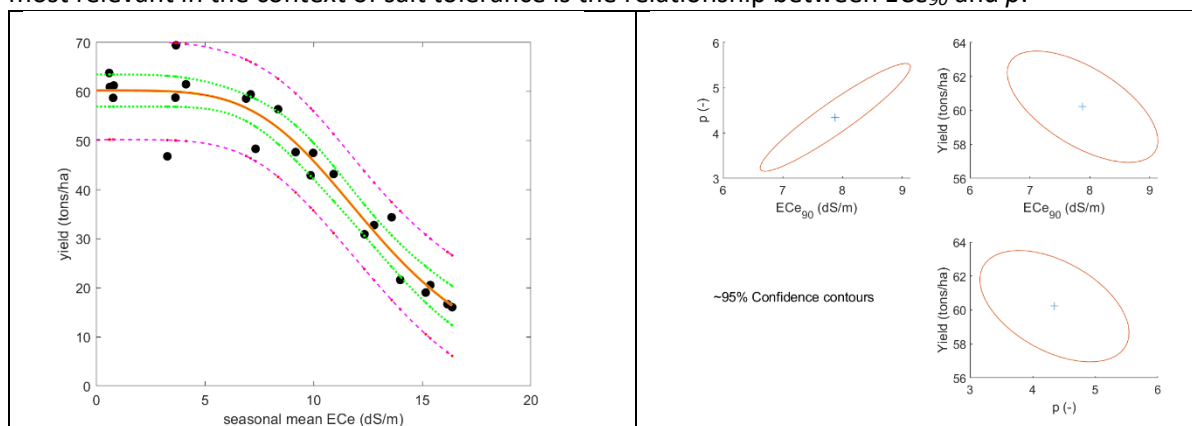 most relevant in the context of salt tolerance is the relationship between ECe90 and p.
70
60
50
40
30
20
10
0
yield (tons/ha)
0 5 10 15 20
seasonal mean ECe (dS/m)
6
5
4
3
p (-)
6 7 8 9
ECe90 (dS/m)
64
62
60
58
56
Yield (tons/ha)
6 7 8 9
ECe90 (dS/m)
~95% Confidence contours
64
62
60
58
56
Yield (tons/ha)
3 4 5 6
p (-)